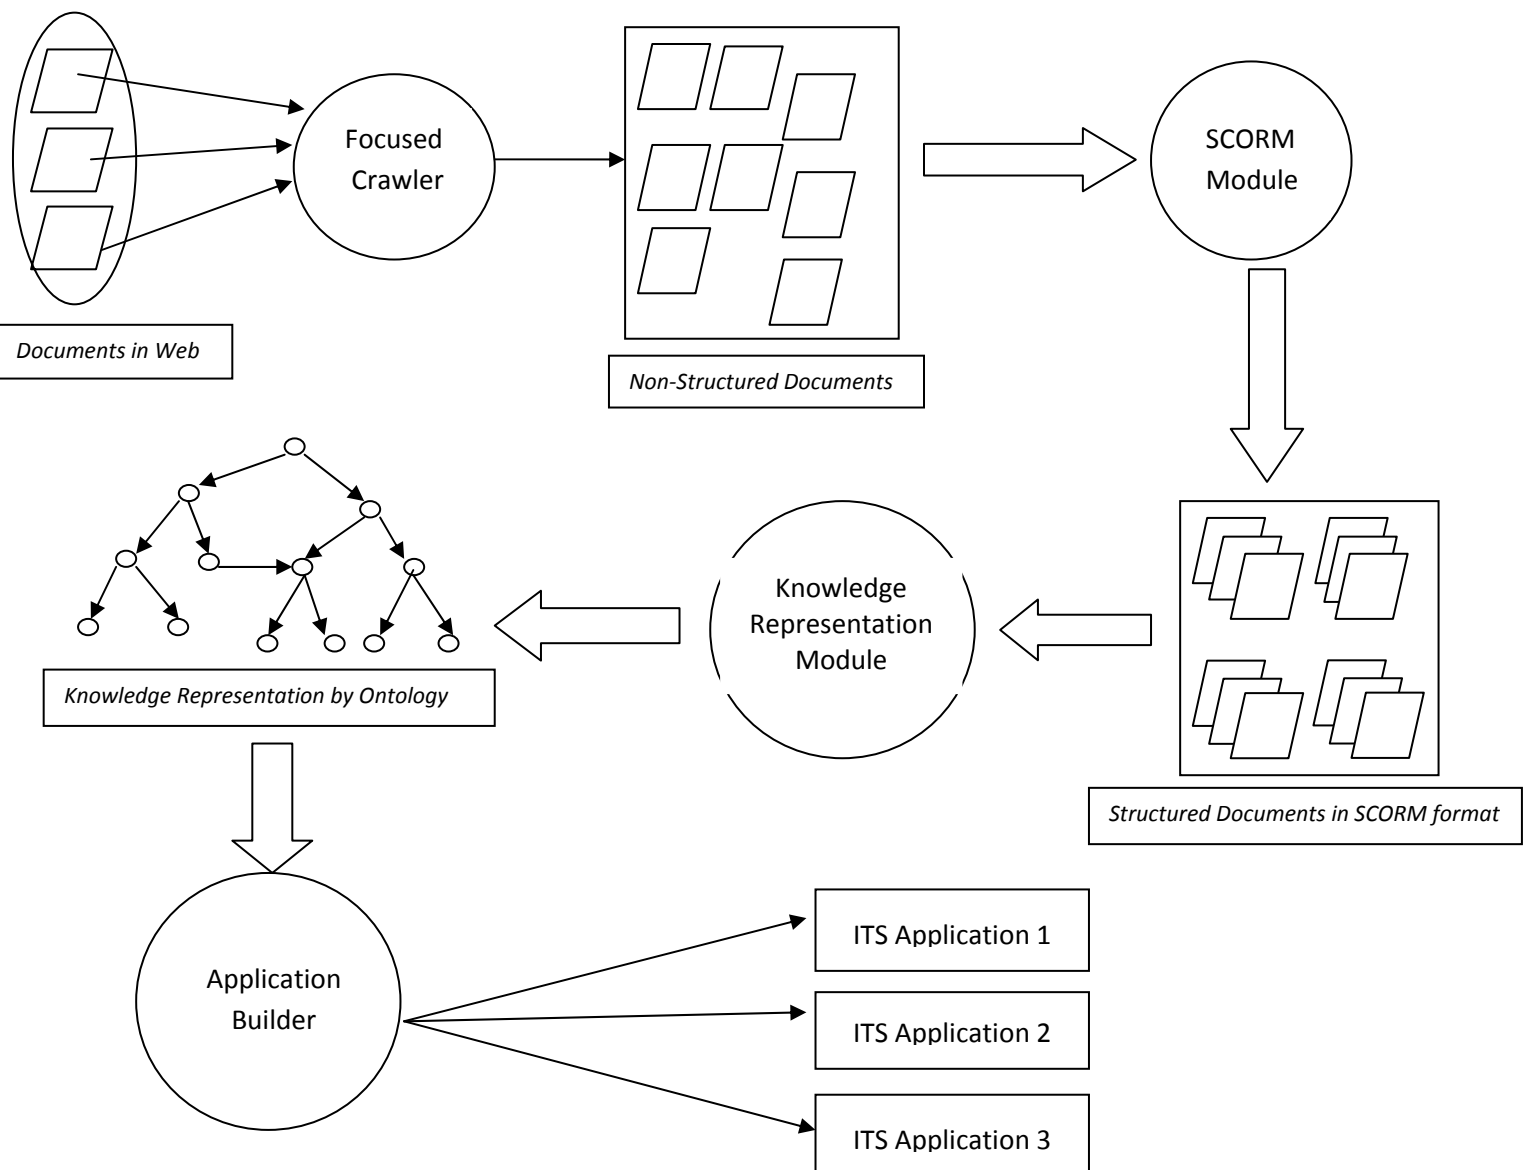 Focused
Crawler
SCORM
Module
Documents in Web
Non-Structured Documents
Knowledge
Representation
Module
Knowledge Representation by Ontology
Structured Documents in SCORM format
Application
Builder
ITS Application 1
ITS Application 2
ITS Application 3